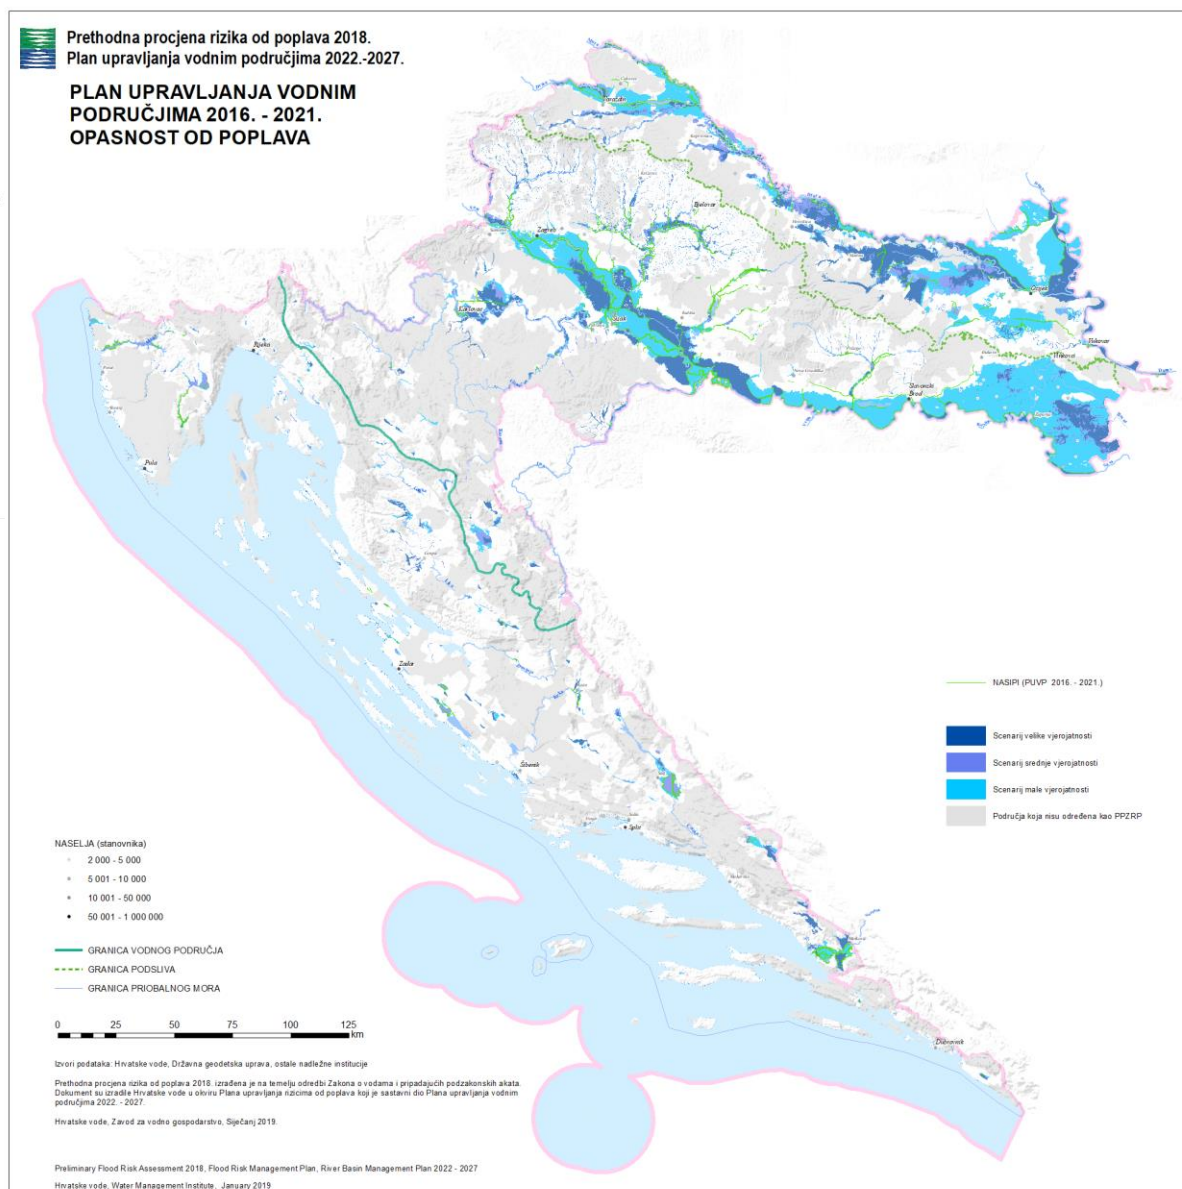 Prethodna procjena rizika od poplava 2018.
Plan upravljanja vodnim područjima 2022.-2027.
PLAN UPRAVLJANJA VODNIM
PODRUČJIMA 2016. - 2021.
OPASNOST OD POPLAVA
Varaždin
Bjelovar
Zagreb
Karlovac
Sisak
Osijek
Vukovar
Vinkovci
Slavonski
Brod
Rijeka
Pula
Zadar
Šibenik
Split
Dubrovnik
NASIPI (PUVP 2016. - 2021.)
Scenarij velike vjerojatnosti
Scenarij srednje vjerojatnosti
Scenarij male vjerojatnosti
Područja koja nisu određena kao PPZRP
NASELJA (stanovnika)
2 000 - 5 000
5 001 - 10 000
10 001 - 50 000
50 001 - 1 000 000
GRANICA VODNOG PODRUČJA
GRANICA PODSLIVA
GRANICA PRIOBALNOG MORA
0 25 50 75 100 125
km
Izvori podataka: Hrvatske vode, Državna geodetska uprava, ostale nadležne institucije
Prethodna procjena rizika od poplava 2018. izrađena je na temelju odredbi Zakona o vodama i pripadajućih podzakonskih akata.
Dokument su izradile Hrvatske vode u okviru Plana upravljanja rizicima od poplava koji je sastavni dio Plana upravljanja vodnim
područjima 2022. - 2027.
Hrvatske vode, Zavod za vodno gospodarstvo, Siječanj 2019.
Preliminary Flood Risk Assessment 2018, Flood Risk Management Plan, River Basin Management Plan 2022 - 2027
Hrvatske vode, Water Management Institute, January 2019